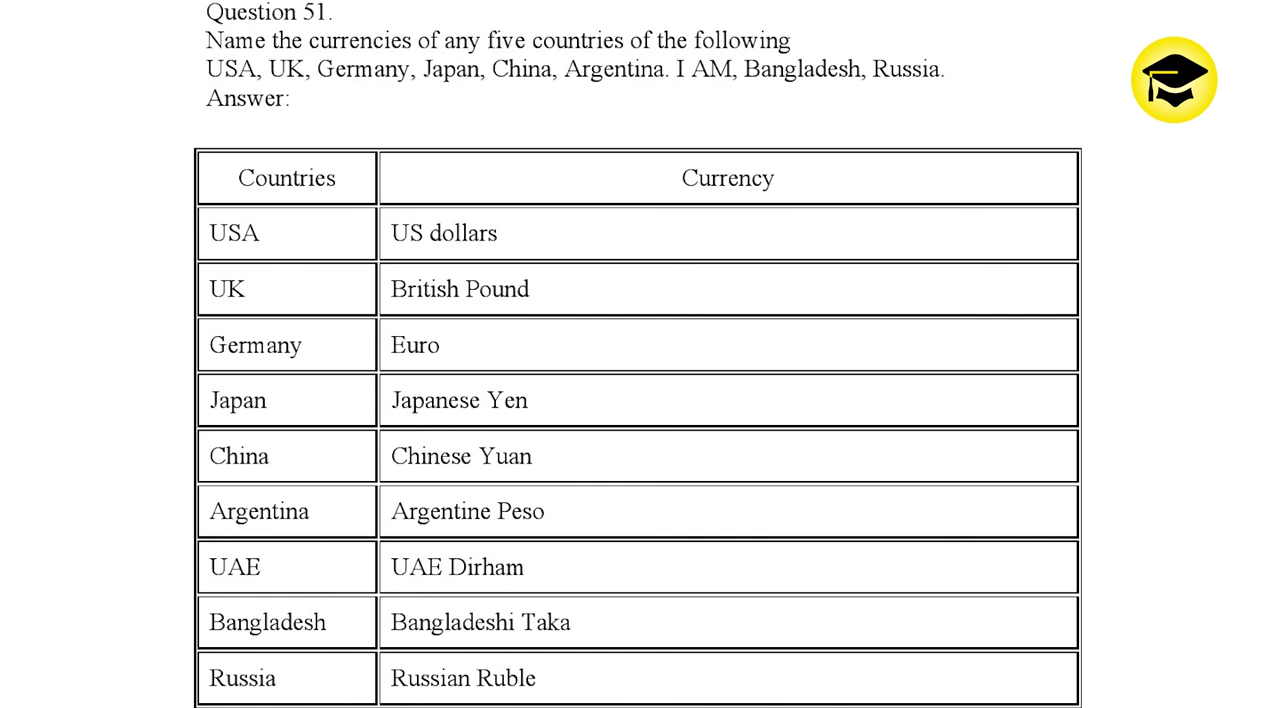 Question 51.
Name the currencies of any five countries of the following
USA, UK, Germany, Japan, China, Argentina. I AM, Bangladesh, Russia.
Answer:
Countries Currency
USA US dollars
UK British Pound
Germany Euro
Japan Japanese Yen
China Chinese Yuan
Argentina Argentine Peso
UAE UAE Dirham
Bangladesh Bangladeshi Taka
Russia Russian Ruble